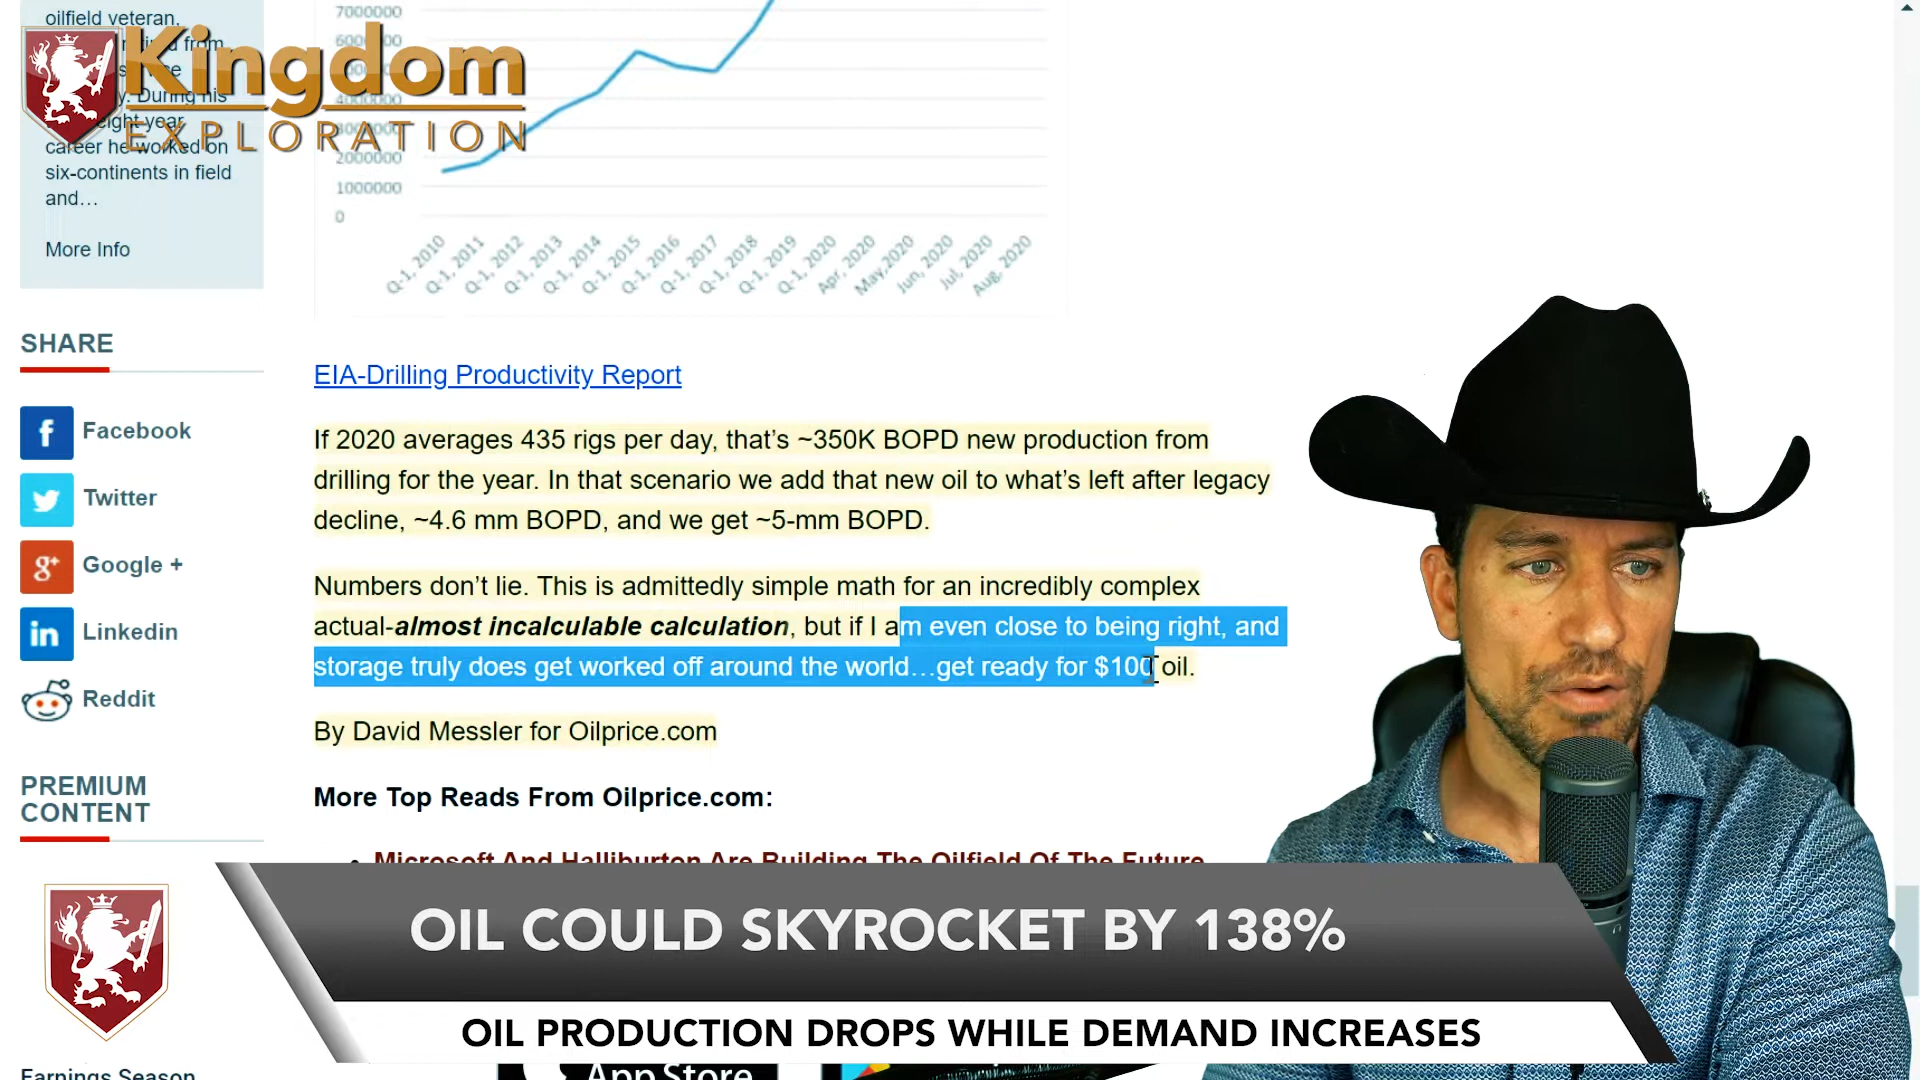 oilfield veteran,
career he worked on
six-continents in field
and…
More Info
Kingdom
EXPLORATION
7000000
4000000
2000000
1000000
0
Q-1, 2010
Q-1, 2011
Q-1, 2012
Q-1, 2013
Q-1, 2014
Q-1, 2015
Q-1, 2016
Q-1, 2017
Q-1, 2018
Q-1, 2019
Q-1, 2020
Apr, 2020
May,2020
Jun, 2020
Jul, 2020
Aug, 2020
SHARE
Facebook
Twitter
Google +
Linkedin
Reddit
PREMIUM
CONTENT
EIA-Drilling Productivity Report
If 2020 averages 435 rigs per day, that’s ~350K BOPD new production from
drilling for the year. In that scenario we add that new oil to what’s left after legacy
decline, ~4.6 mm BOPD, and we get ~5-mm BOPD.
Numbers don’t lie. This is admittedly simple math for an incredibly complex
actual-almost incalculable calculation, but if I am even close to being right, and
storage truly does get worked off around the world…get ready for $100 oil.
By David Messler for Oilprice.com
More Top Reads From Oilprice.com:
Microsoft And Halliburton Are Building The Oilfield Of The Future
OIL COULD SKYROCKET BY 138%
OIL PRODUCTION DROPS WHILE DEMAND INCREASES
Earnings Season
App Store